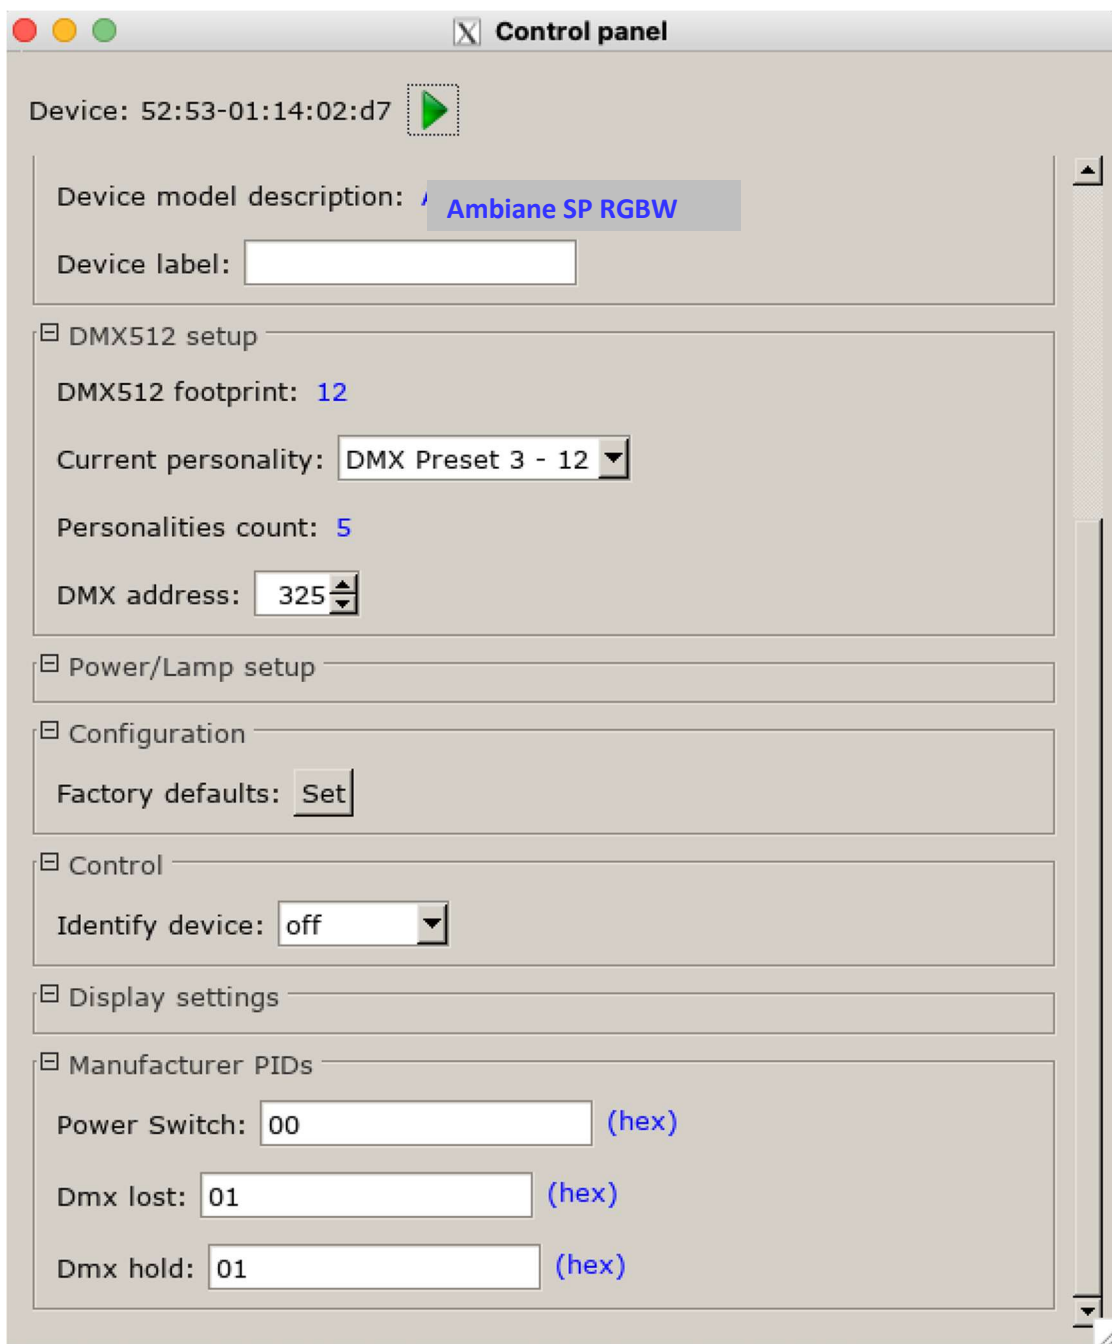 Control panel
Device: 52:53-01:14:02:d7
Device model description: Ambiane SP RGBW
Device label:
DMX512 setup
DMX512 footprint: 12
Current personality: DMX Preset 3 - 12
Personalities count: 5
DMX address: 325
Power/Lamp setup
Configuration
Factory defaults: Set
Control
Identify device: off
Display settings
Manufacturer PIDs
Power Switch: 00 (hex)
Dmx lost: 01 (hex)
Dmx hold: 01 (hex)